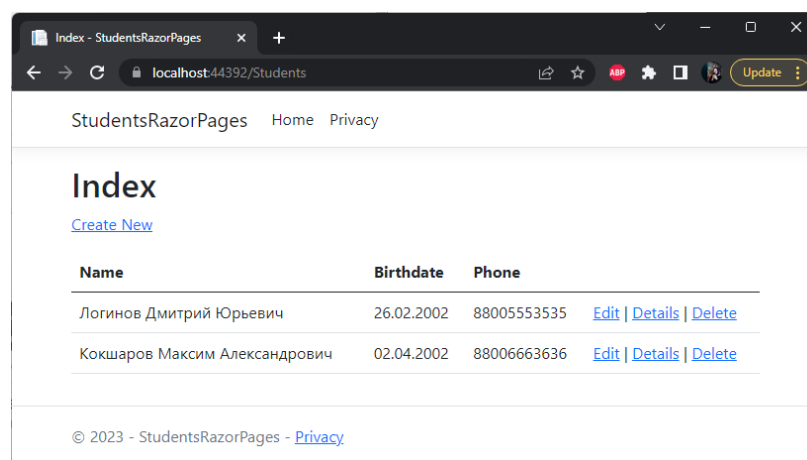 Index - StudentsRazorPages
localhost:44392/Students ABP Update
StudentsRazorPages Home Privacy
Index
Create New
Name Birthdate Phone
Логинов Дмитрий Юрьевич 26.02.2002 88005553535 Edit | Details | Delete
Кокшаров Максим Александрович 02.04.2002 88006663636 Edit | Details | Delete
© 2023 - StudentsRazorPages - Privacy